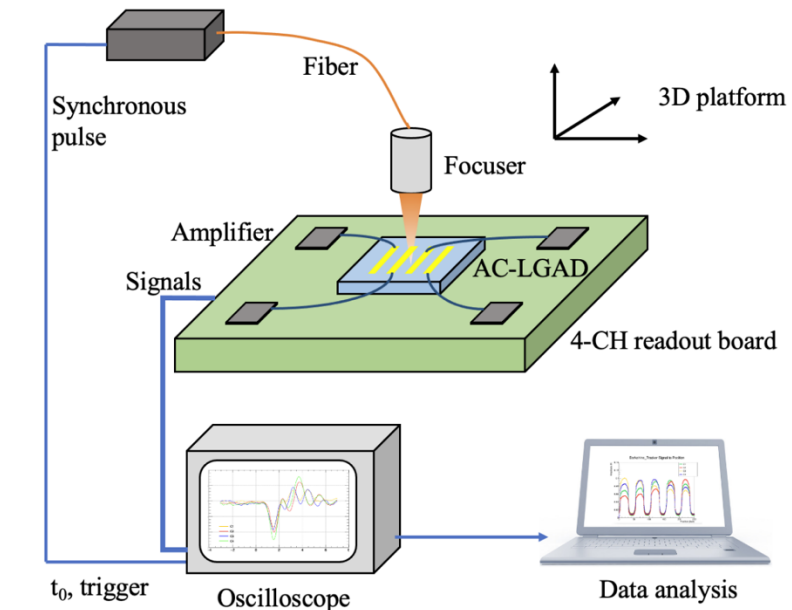 Fiber
Synchronous
pulse
3D platform
Focuser
Amplifier
AC-LGAD
Signals
4-CH readout board
t₀, trigger
Oscilloscope
Data analysis